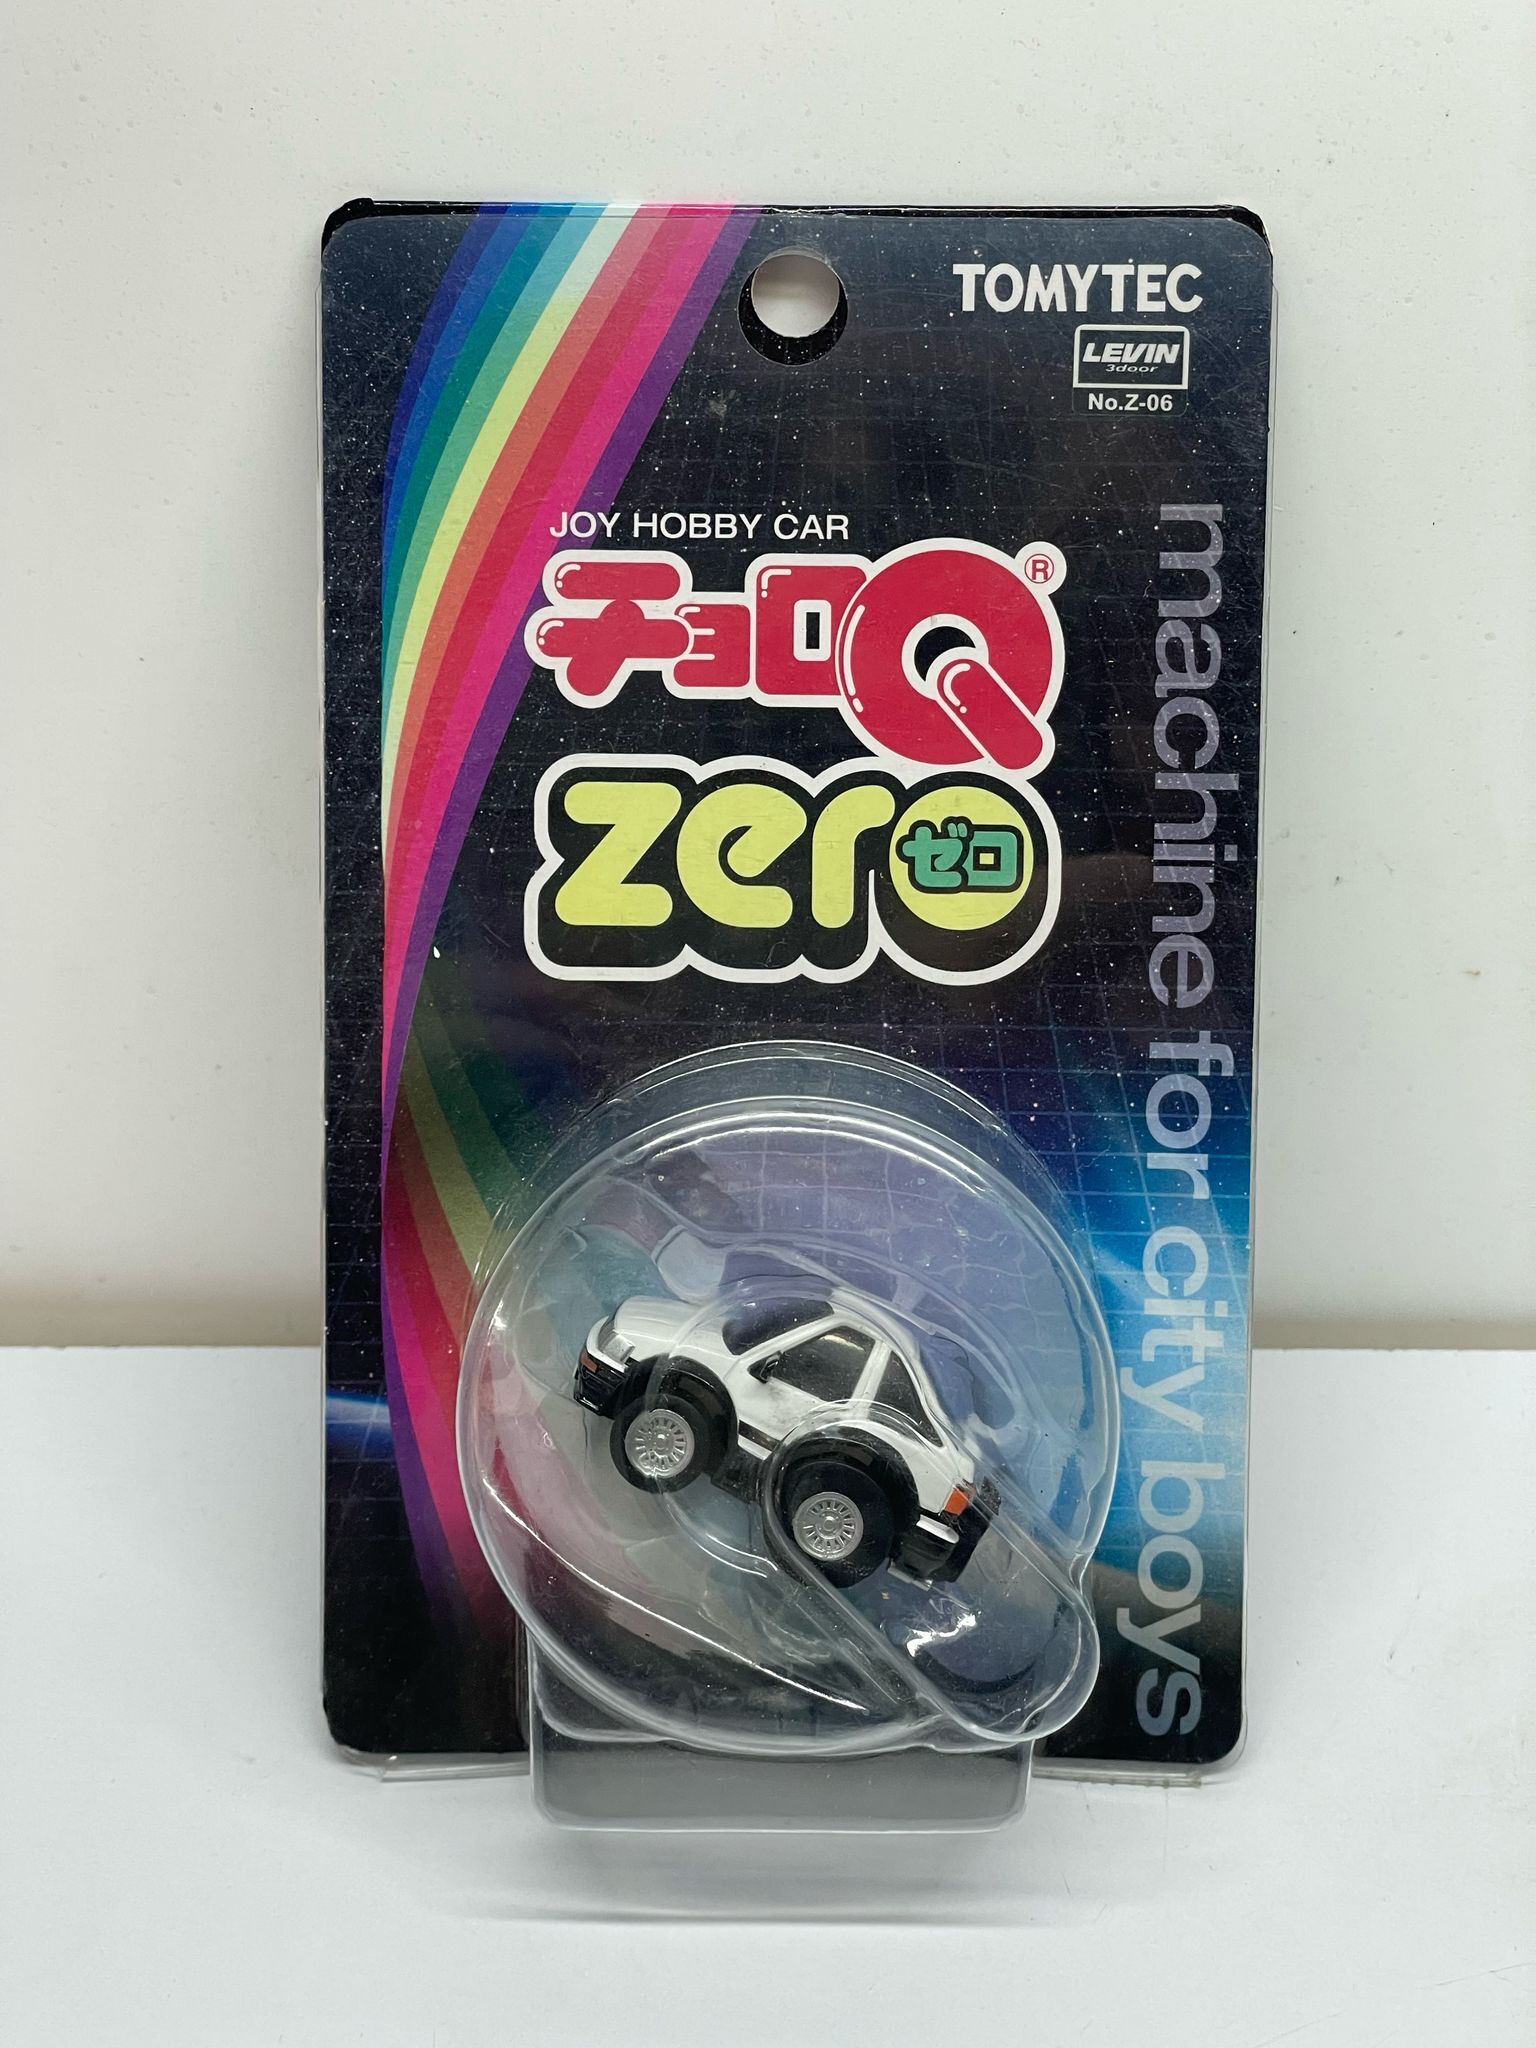 TOMYTEC
LEVIN
3door
No.Z-06
JOY HOBBY CAR
チョロQ®
zero
ゼロ
machine for city boys